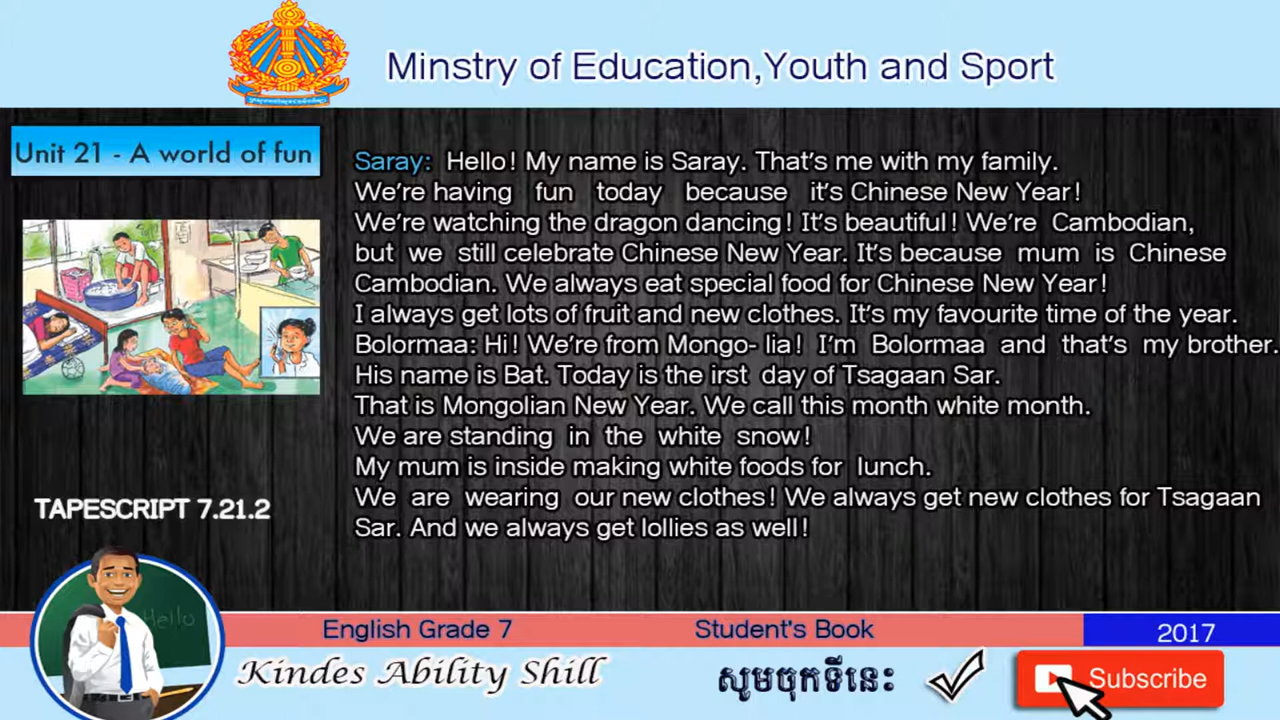 Minstry of Education,Youth and Sport
Unit 21 - A world of fun
Saray: Hello! My name is Saray. That's me with my family.
We're having fun today because it's Chinese New Year!
We're watching the dragon dancing! It's beautiful! We're Cambodian,
but we still celebrate Chinese New Year. It's because mum is Chinese
Cambodian. We always eat special food for Chinese New Year!
I always get lots of fruit and new clothes. It's my favourite time of the year.
Bolormaa: Hi! We're from Mongo- lia! I'm Bolormaa and that's my brother.
His name is Bat. Today is the irst day of Tsagaan Sar.
That is Mongolian New Year. We call this month white month.
We are standing in the white snow!
My mum is inside making white foods for lunch.
We are wearing our new clothes! We always get new clothes for Tsagaan
Sar. And we always get lollies as well!
TAPESCRIPT 7.21.2
Hello
English Grade 7
Student's Book
2017
Kindes Ability Shill
សូមចុកទីនេះ
Subscribe